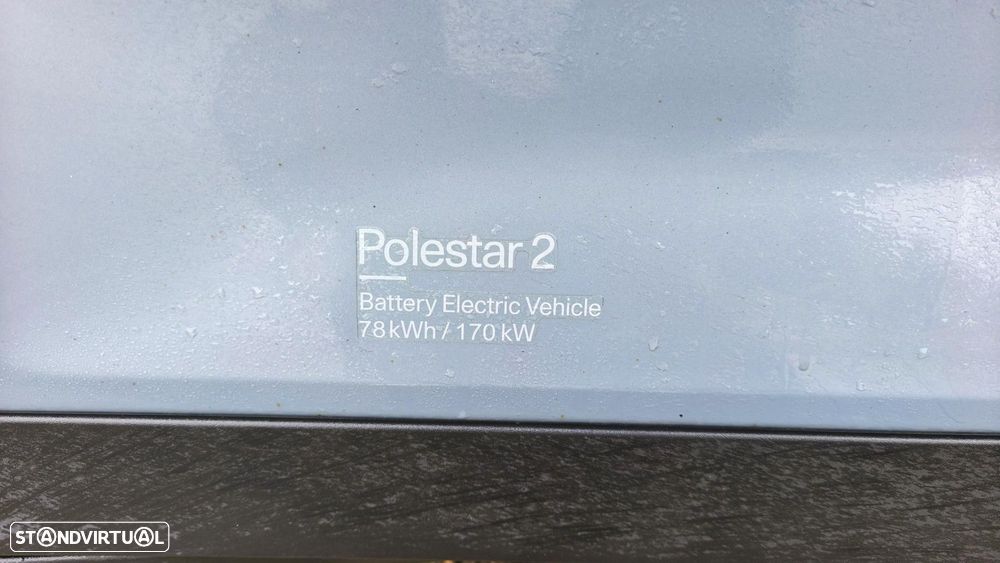 Polestar 2
Battery Electric Vehicle
78 kWh / 170 kW
STANDVIRTUAL